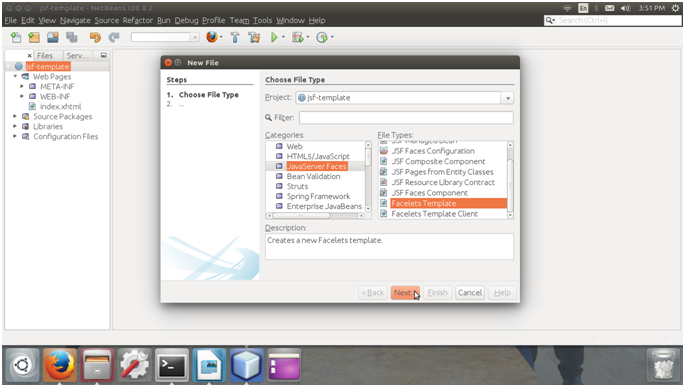 jsf-template - NetBeans IDE 8.2
En
3:51 PM
File Edit View Navigate Source Refactor Run Debug Profile Team Tools Window Help
Search (Ctrl+I)
Files
Serv...
jsf-template
Web Pages
META-INF
WEB-INF
index.xhtml
Source Packages
Libraries
Configuration Files
New File
Steps
1. Choose File Type
2. ...
Choose File Type
Project: jsf-template
Filter:
Categories:
Web
HTML5/JavaScript
JavaServer Faces
Bean Validation
Struts
Spring Framework
Enterprise JavaBeans
File Types:
JSF Managed Bean
JSF Faces Configuration
JSF Composite Component
JSF Pages from Entity Classes
JSF Resource Library Contract
JSF Faces Component
Facelets Template
Facelets Template Client
Description:
Creates a new Facelets template.
< Back
Next >
Finish
Cancel
Help